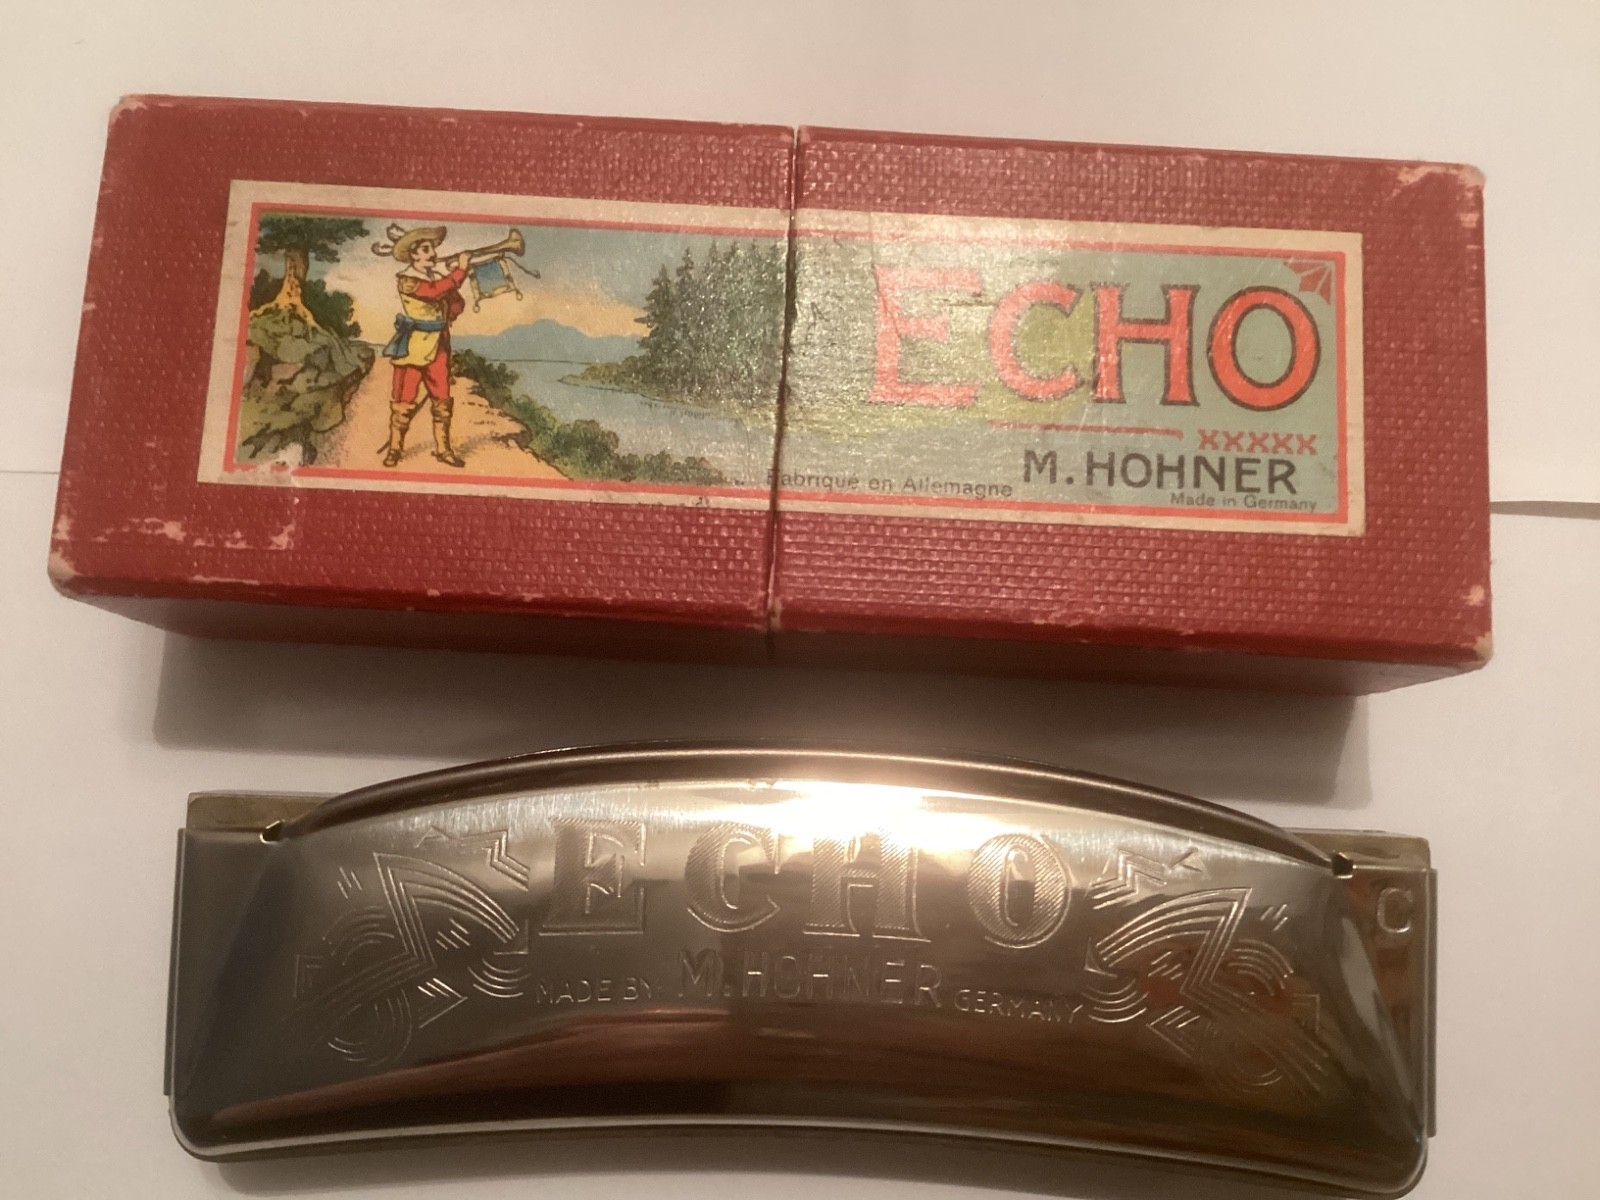 ECHO
xxxxx
M. HOHNER
Fabrique en Allemagne
Made in Germany
ECHO
MADE BY M. HOHNER GERMANY
C